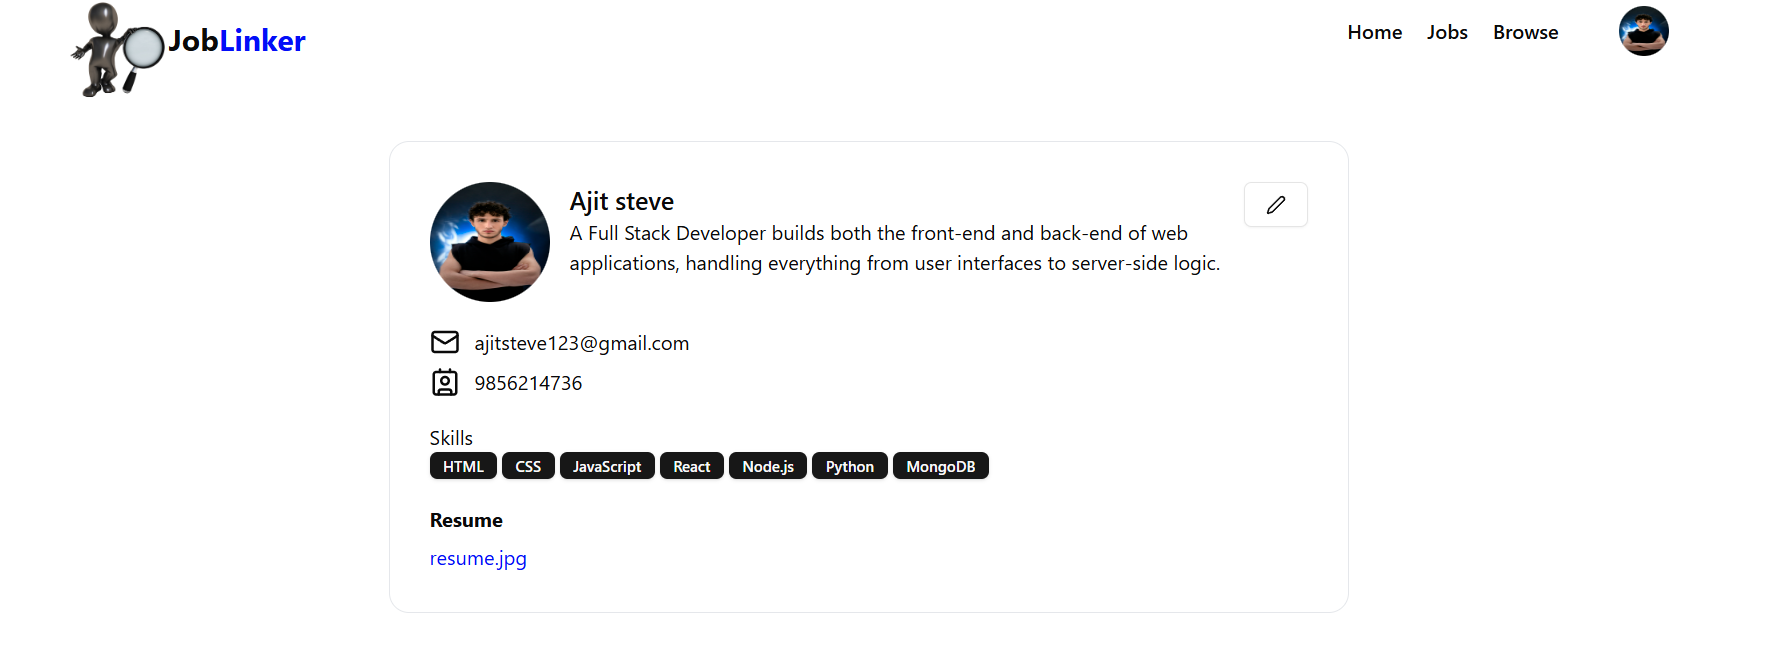 JobLinker
Home Jobs Browse
Ajit steve
A Full Stack Developer builds both the front-end and back-end of web
applications, handling everything from user interfaces to server-side logic.
ajitsteve123@gmail.com
9856214736
Skills
HTML CSS JavaScript React Node.js Python MongoDB
Resume
resume.jpg